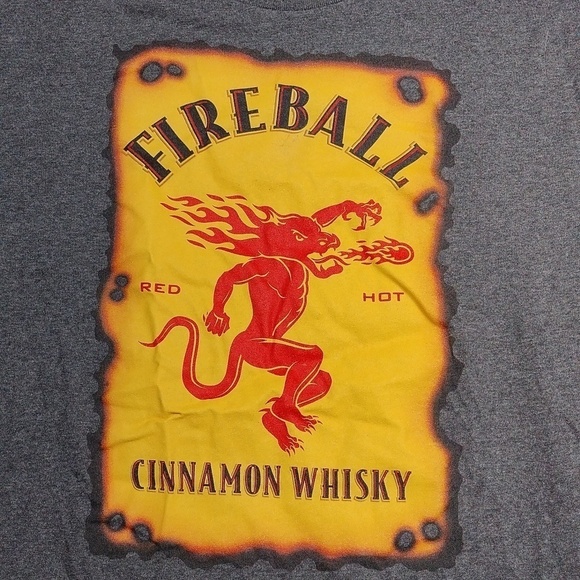 FIREBALL
RED HOT
CINNAMON WHISKY